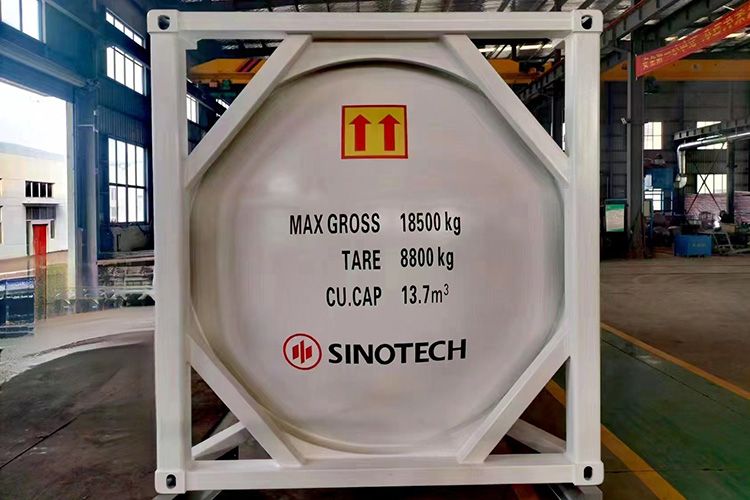 MAX GROSS 18500 kg
TARE 8800 kg
CU.CAP 13.7m³
SINOTECH